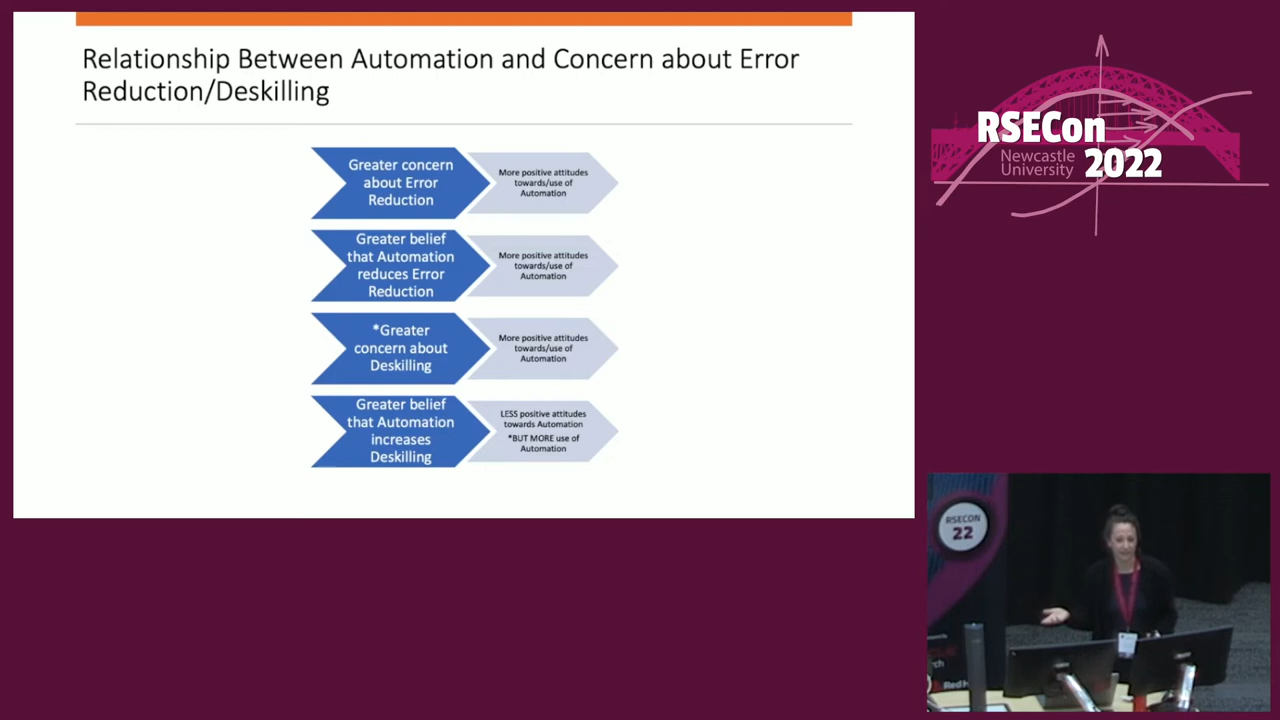 Relationship Between Automation and Concern about Error
Reduction/Deskilling
Greater concern
about Error
Reduction
More positive attitudes
towards/use of
Automation
Greater belief
that Automation
reduces Error
Reduction
More positive attitudes
towards/use of
Automation
*Greater
concern about
Deskilling
More positive attitudes
towards/use of
Automation
Greater belief
that Automation
increases
Deskilling
LESS positive attitudes
towards Automation
*BUT MORE use of
Automation
RSECon
Newcastle
University
2022
RSECON
22